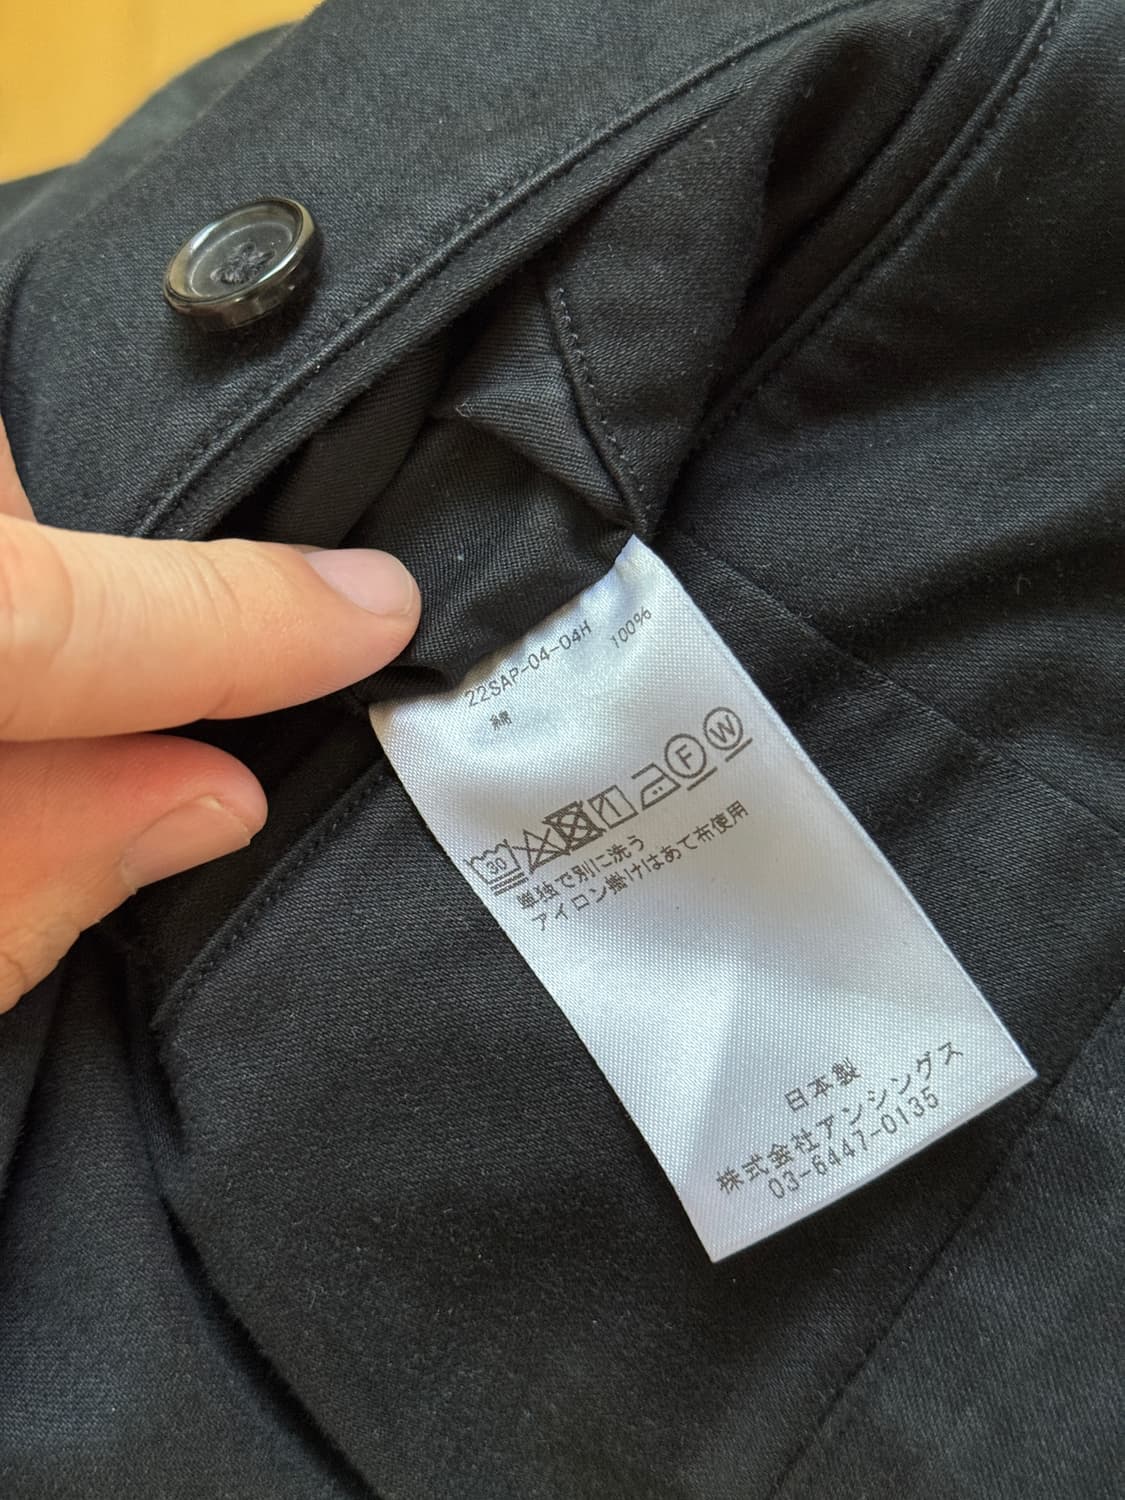 22SAP-04-04H
綿 100%
30 F W
単独で別に洗う
アイロン掛けはあて布使用
日本製
株式会社アンシングス
03-6447-0135